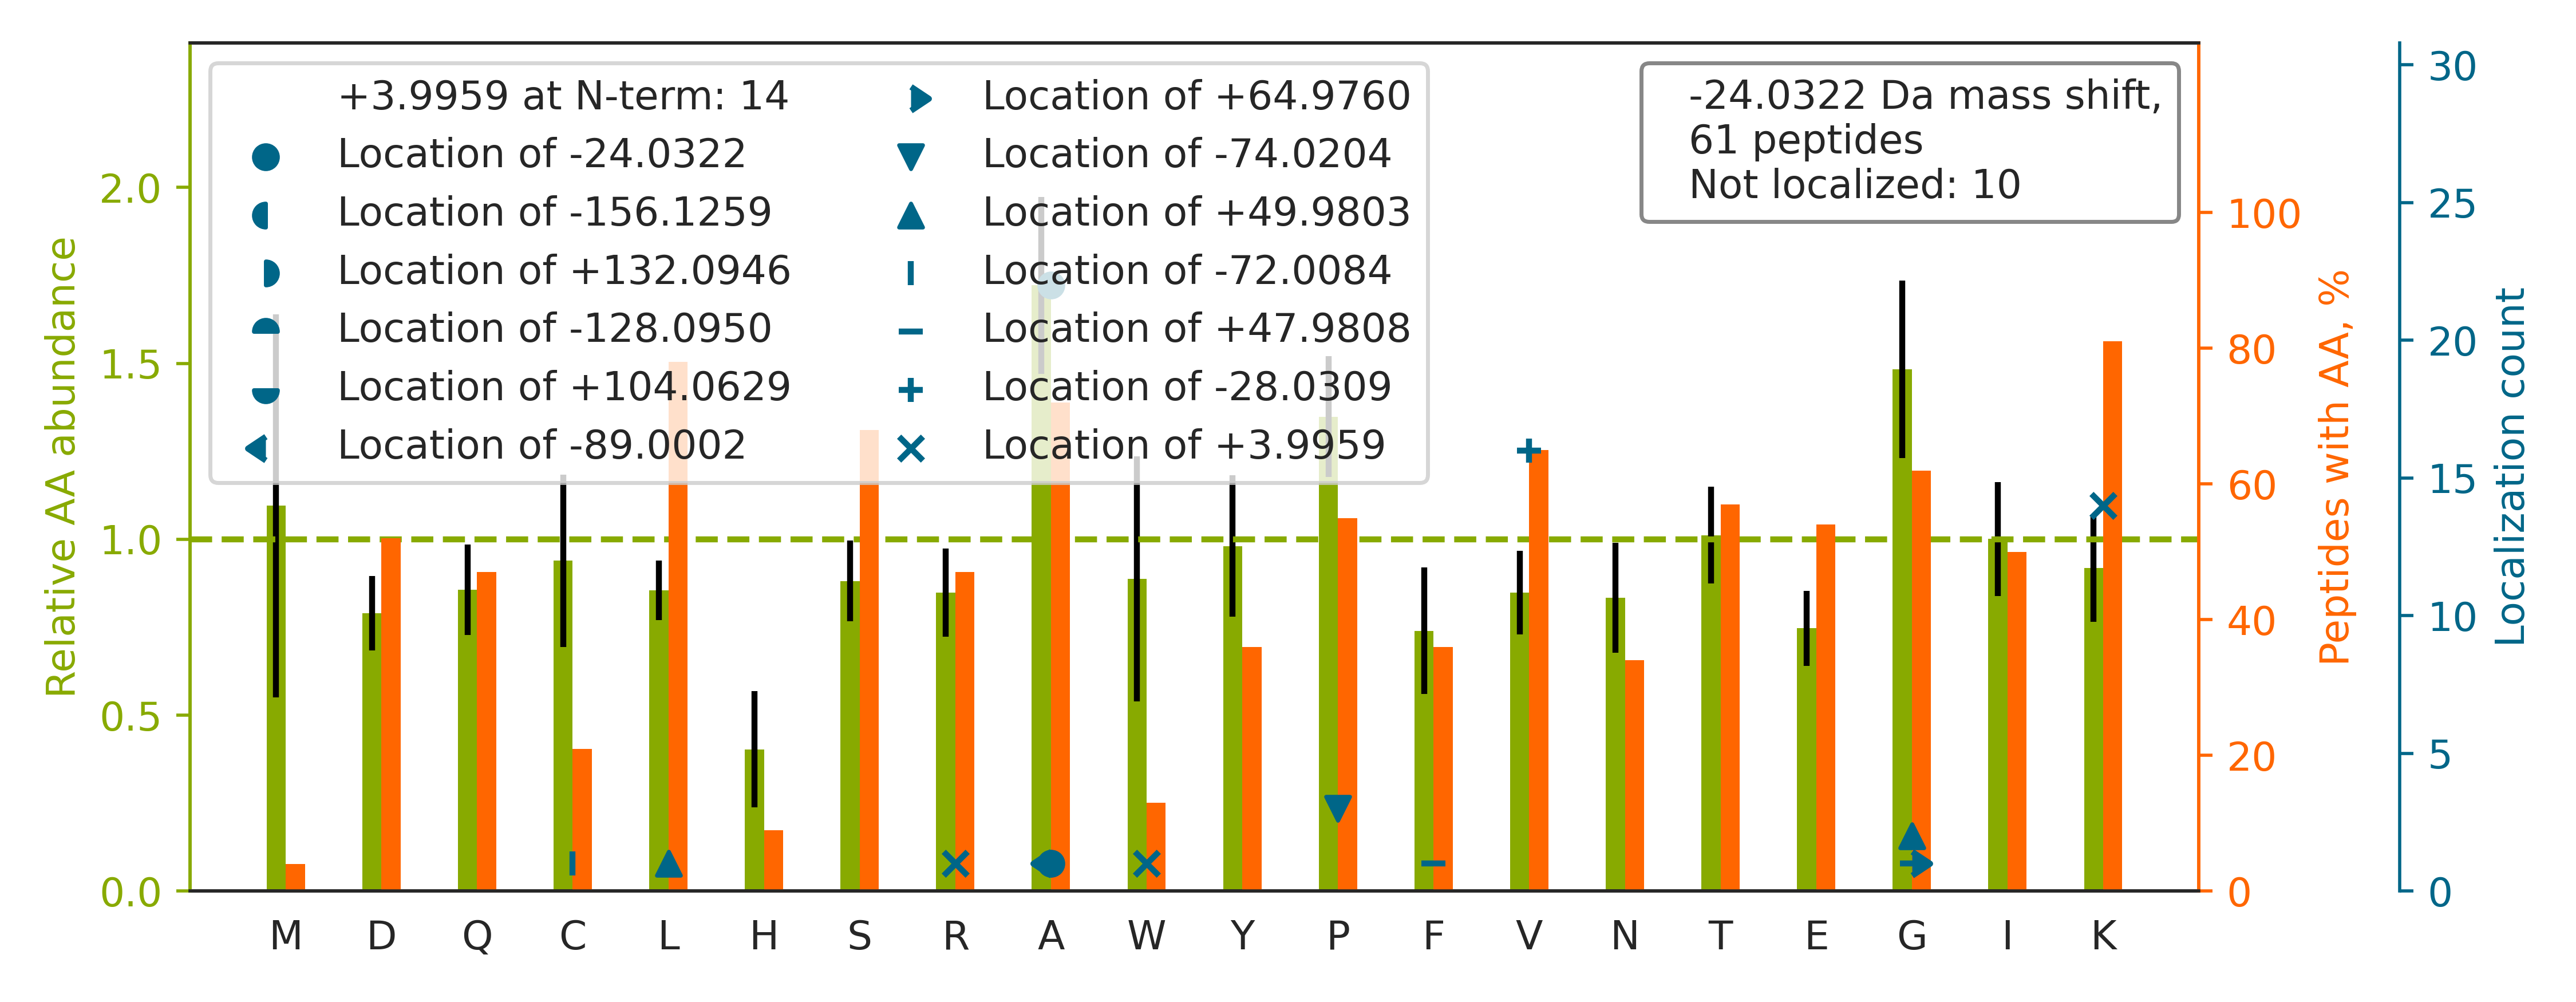 +3.9959 at N-term: 14
Location of -24.0322
Location of -156.1259
Location of +132.0946
Location of -128.0950
Location of +104.0629
Location of -89.0002
Location of +64.9760
Location of -74.0204
Location of +49.9803
Location of -72.0084
Location of +47.9808
Location of -28.0309
Location of +3.9959
-24.0322 Da mass shift,
61 peptides
Not localized: 10
Relative AA abundance
2.0
1.5
1.0
0.5
0.0
M D Q C L H S R A W Y P F V N T E G I K
100
80
60
40
20
0
Peptides with AA, %
30
25
20
15
10
5
0
Localization count